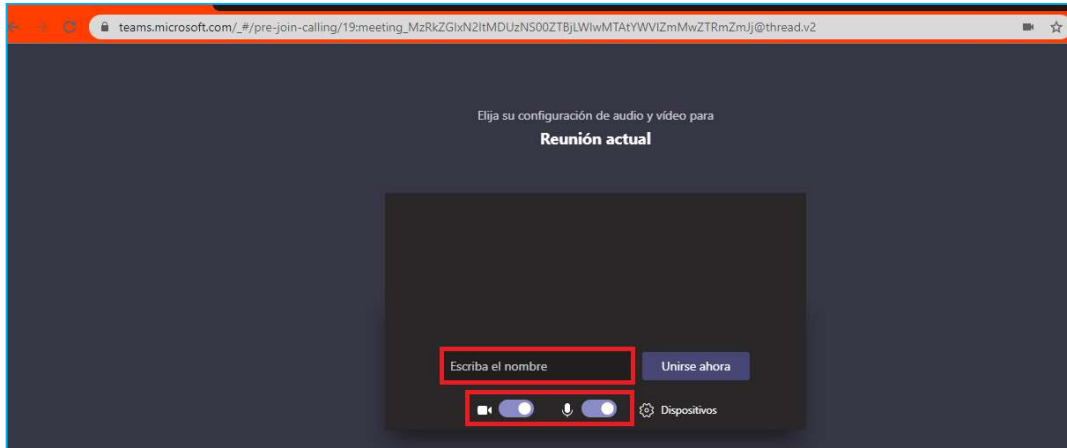 teams.microsoft.com/_#/pre-join-calling/19:meeting_MzRkZGIxN2ItMDUzNS00ZTBjLWIwMTAtYWVlZmMwZTRmZmJj@thread.v2
Elija su configuración de audio y vídeo para
Reunión actual
Escriba el nombre
Unirse ahora
Dispositivos